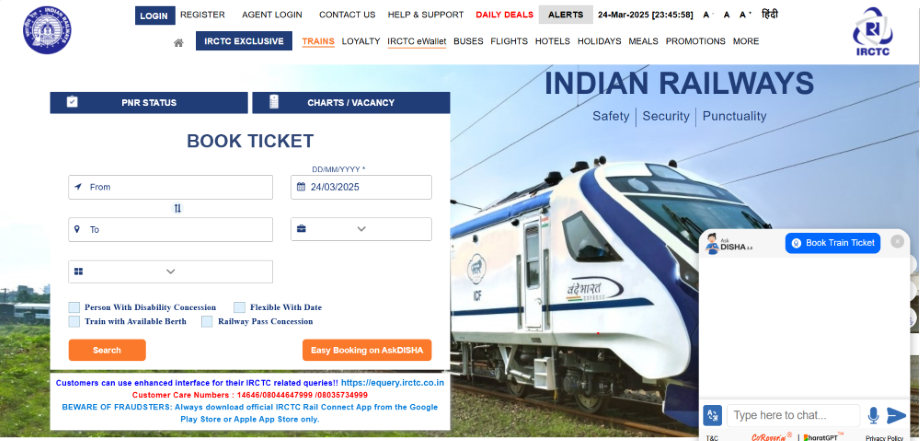 LOGIN REGISTER AGENT LOGIN CONTACT US HELP & SUPPORT DAILY DEALS ALERTS 24-Mar-2025 [23:45:58] A- A A+ हिंदी
IRCTC EXCLUSIVE TRAINS LOYALTY IRCTC eWallet BUSES FLIGHTS HOTELS HOLIDAYS MEALS PROMOTIONS MORE
IRCTC
INDIAN RAILWAYS
Safety | Security | Punctuality
PNR STATUS CHARTS / VACANCY
BOOK TICKET
DD/MM/YYYY *
From 24/03/2025
To
Person With Disability Concession Flexible With Date
Train with Available Berth Railway Pass Concession
Search Easy Booking on AskDISHA
Customers can use enhanced interface for their IRCTC related queries!! https://equery.irctc.co.in
Customer Care Numbers : 14646/08044647999 /08035734999
BEWARE OF FRAUDSTERS: Always download official IRCTC Rail Connect App from the Google
Play Store or Apple App Store only.
ICF
वंदे भारत
EXPRESS
Ask
DISHA 2.0
Book Train Ticket
Type here to chat...
T&C CoRover.ai | BharatGPT Privacy Policy